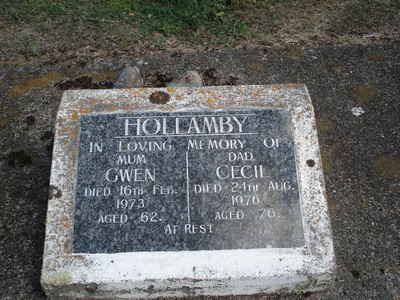 HOLLAMBY
IN LOVING MEMORY OF
MUM
GWEN
DIED 16TH FEB.
1973
AGED 62.
DAD
CECIL
DIED 24TH AUG.
1976
AGED 76.
AT REST